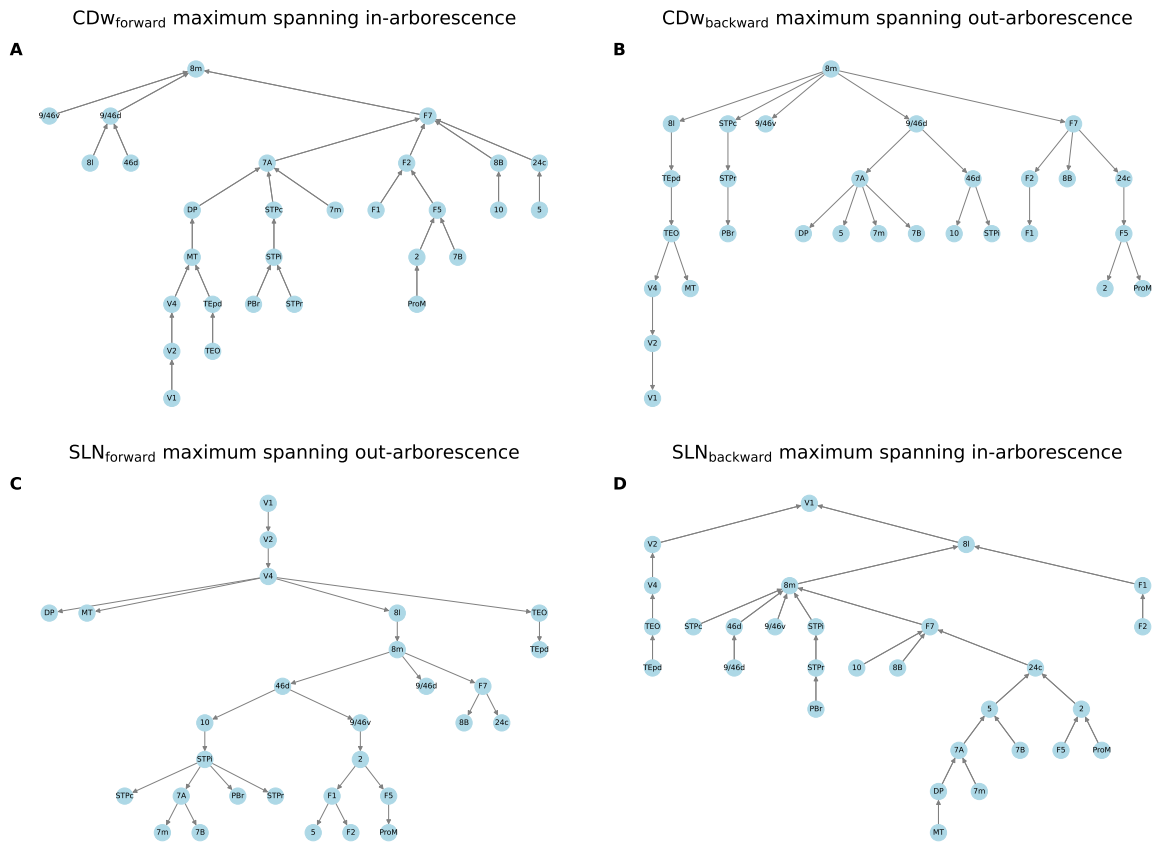 CDw_forward maximum spanning in-arborescence
A
8m
9/46v 9/46d F7
8l 46d 7A F2 8B 24c
DP STPc 7m F1 F5 10 5
MT STPi 2 7B
V4 TEpd PBr STPr ProM
V2 TEO
V1
CDw_backward maximum spanning out-arborescence
B
8m
8l STPc 9/46v 9/46d F7
TEpd STPr 7A 46d F2 8B 24c
TEO PBr DP 5 7m 7B 10 STPi F1 F5
V4 MT 2 ProM
V2
V1
SLN_forward maximum spanning out-arborescence
C
V1
V2
V4
DP MT 8l TEO
8m TEpd
46d 9/46d F7
10 9/46v 8B 24c
STPi 2
STPc 7A PBr STPr F1 F5
7m 7B 5 F2 ProM
SLN_backward maximum spanning in-arborescence
D
V1
V2 8l
V4 8m F1
TEO STPc 46d 9/46v STPi F7 F2
TEpd 9/46d STPr 10 8B 24c
PBr 5 2
7A 7B F5 ProM
DP 7m
MT